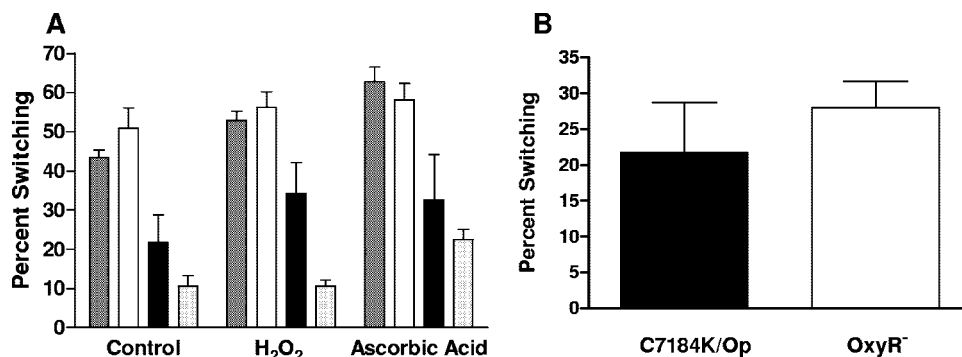 A
Percent Switching
70
60
50
40
30
20
10
0
Control
H₂O₂
Ascorbic Acid
B
Percent Switching
35
30
25
20
15
10
5
0
C7184K/Op
OxyR⁻